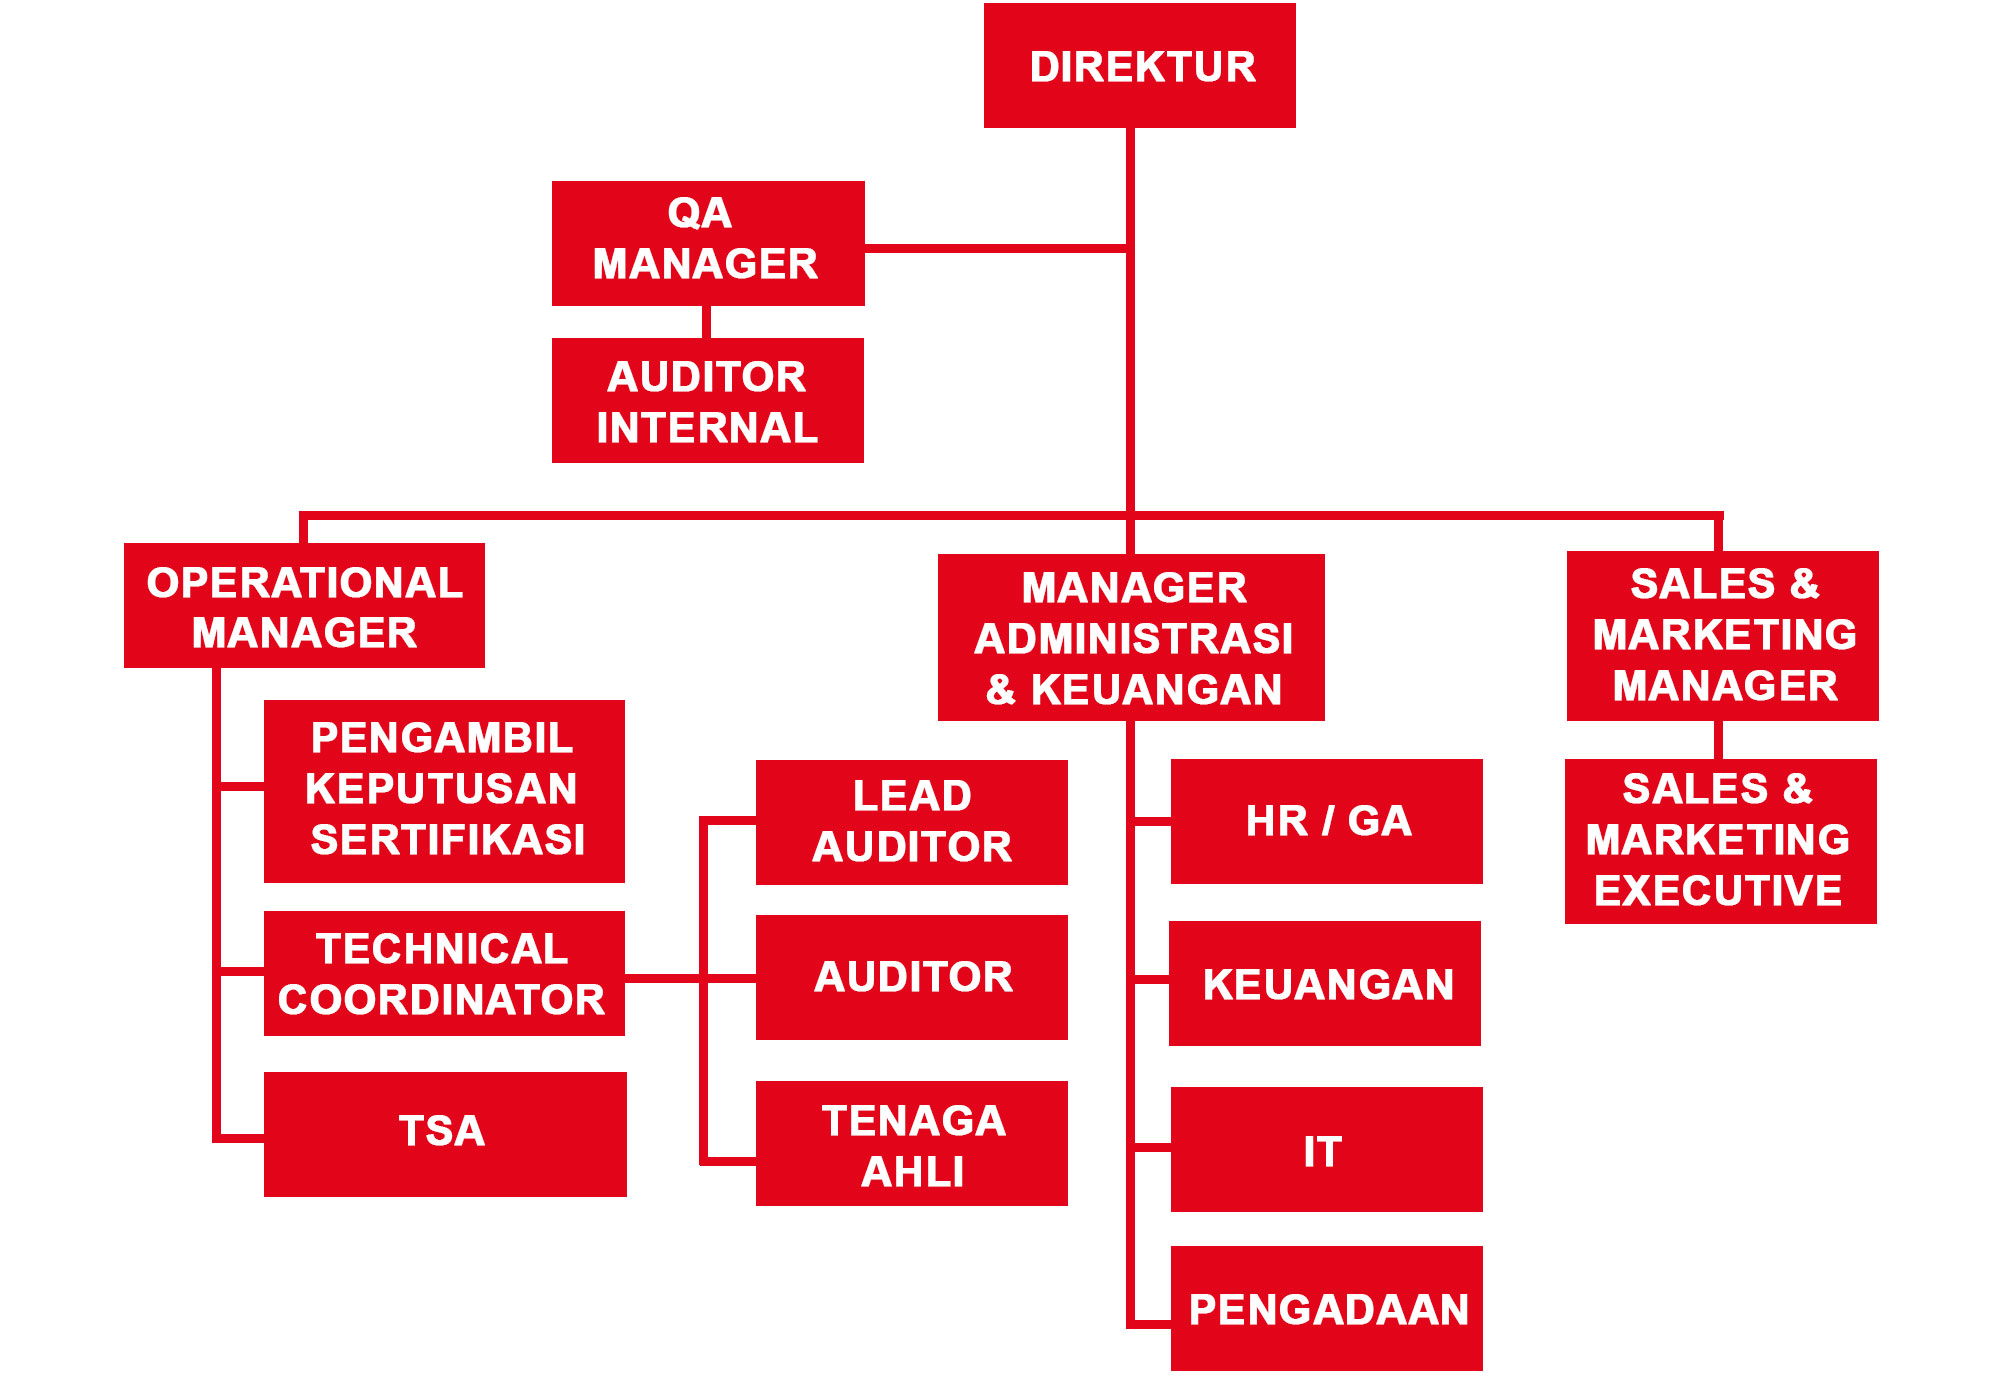 DIREKTUR
QA
MANAGER
AUDITOR
INTERNAL
OPERATIONAL
MANAGER
PENGAMBIL
KEPUTUSAN
SERTIFIKASI
TECHNICAL
COORDINATOR
TSA
LEAD
AUDITOR
AUDITOR
TENAGA
AHLI
MANAGER
ADMINISTRASI
& KEUANGAN
HR / GA
KEUANGAN
IT
PENGADAAN
SALES &
MARKETING
MANAGER
SALES &
MARKETING
EXECUTIVE